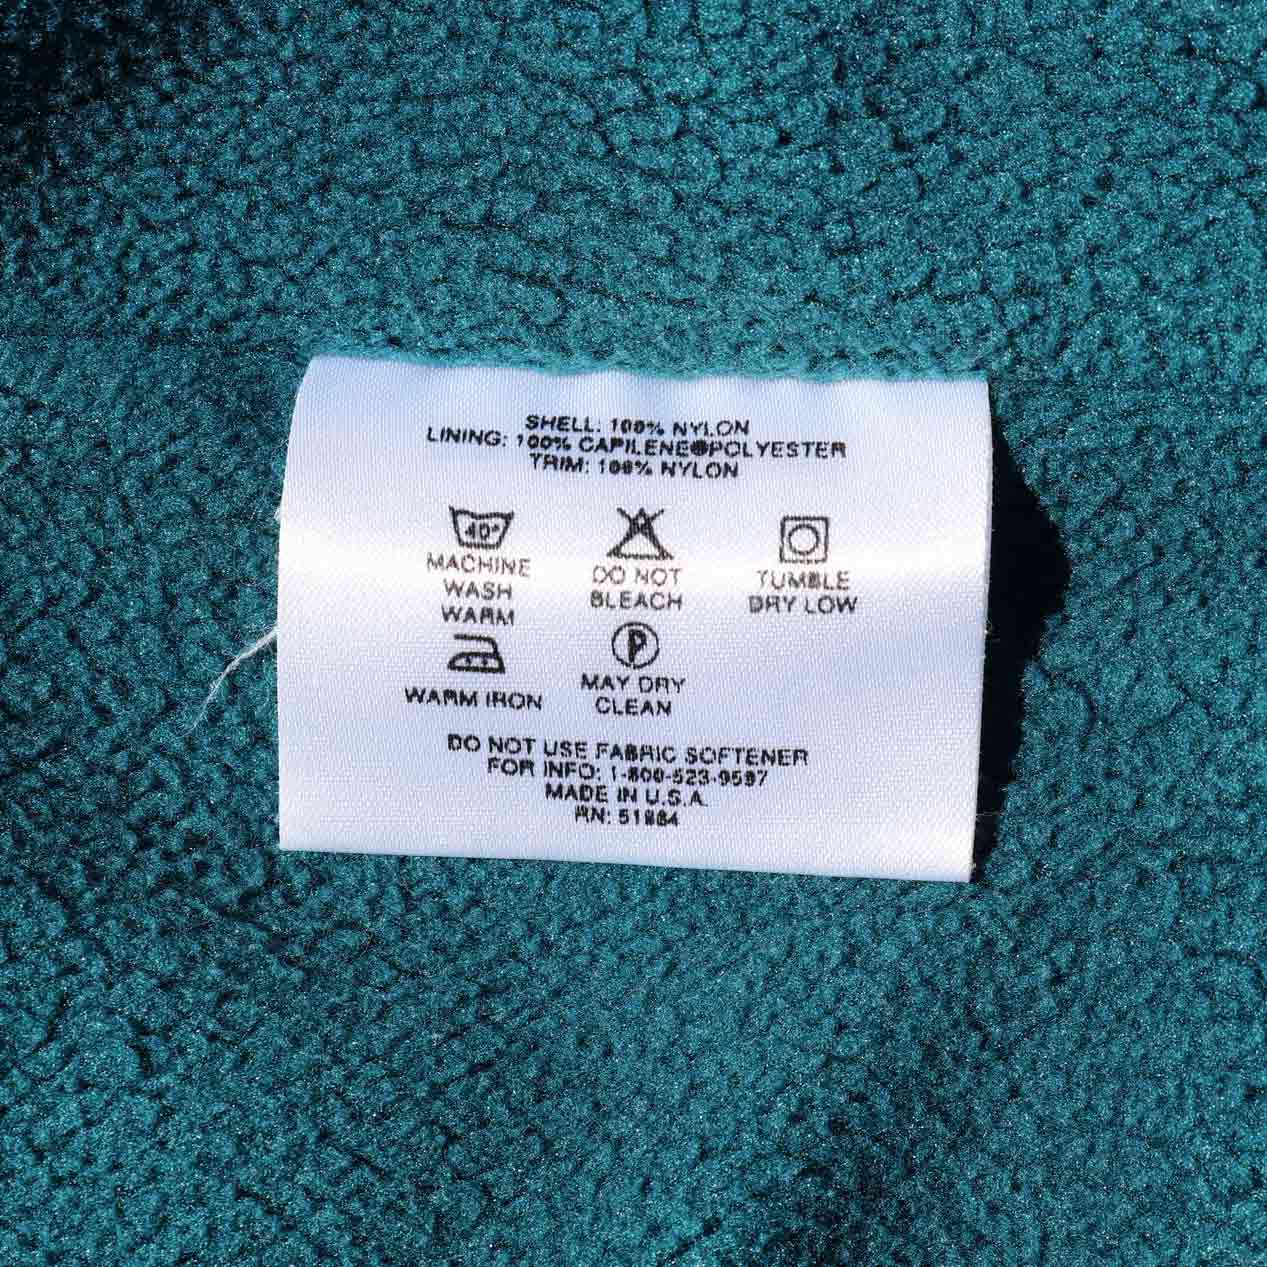 SHELL: 100% NYLON
LINING: 100% CAPILENE®POLYESTER
TRIM: 100% NYLON
40°
MACHINE
WASH
WARM
DO NOT
BLEACH
TUMBLE
DRY LOW
WARM IRON
P
MAY DRY
CLEAN
DO NOT USE FABRIC SOFTENER
FOR INFO: 1-800-523-9597
MADE IN U.S.A.
RN: 51884